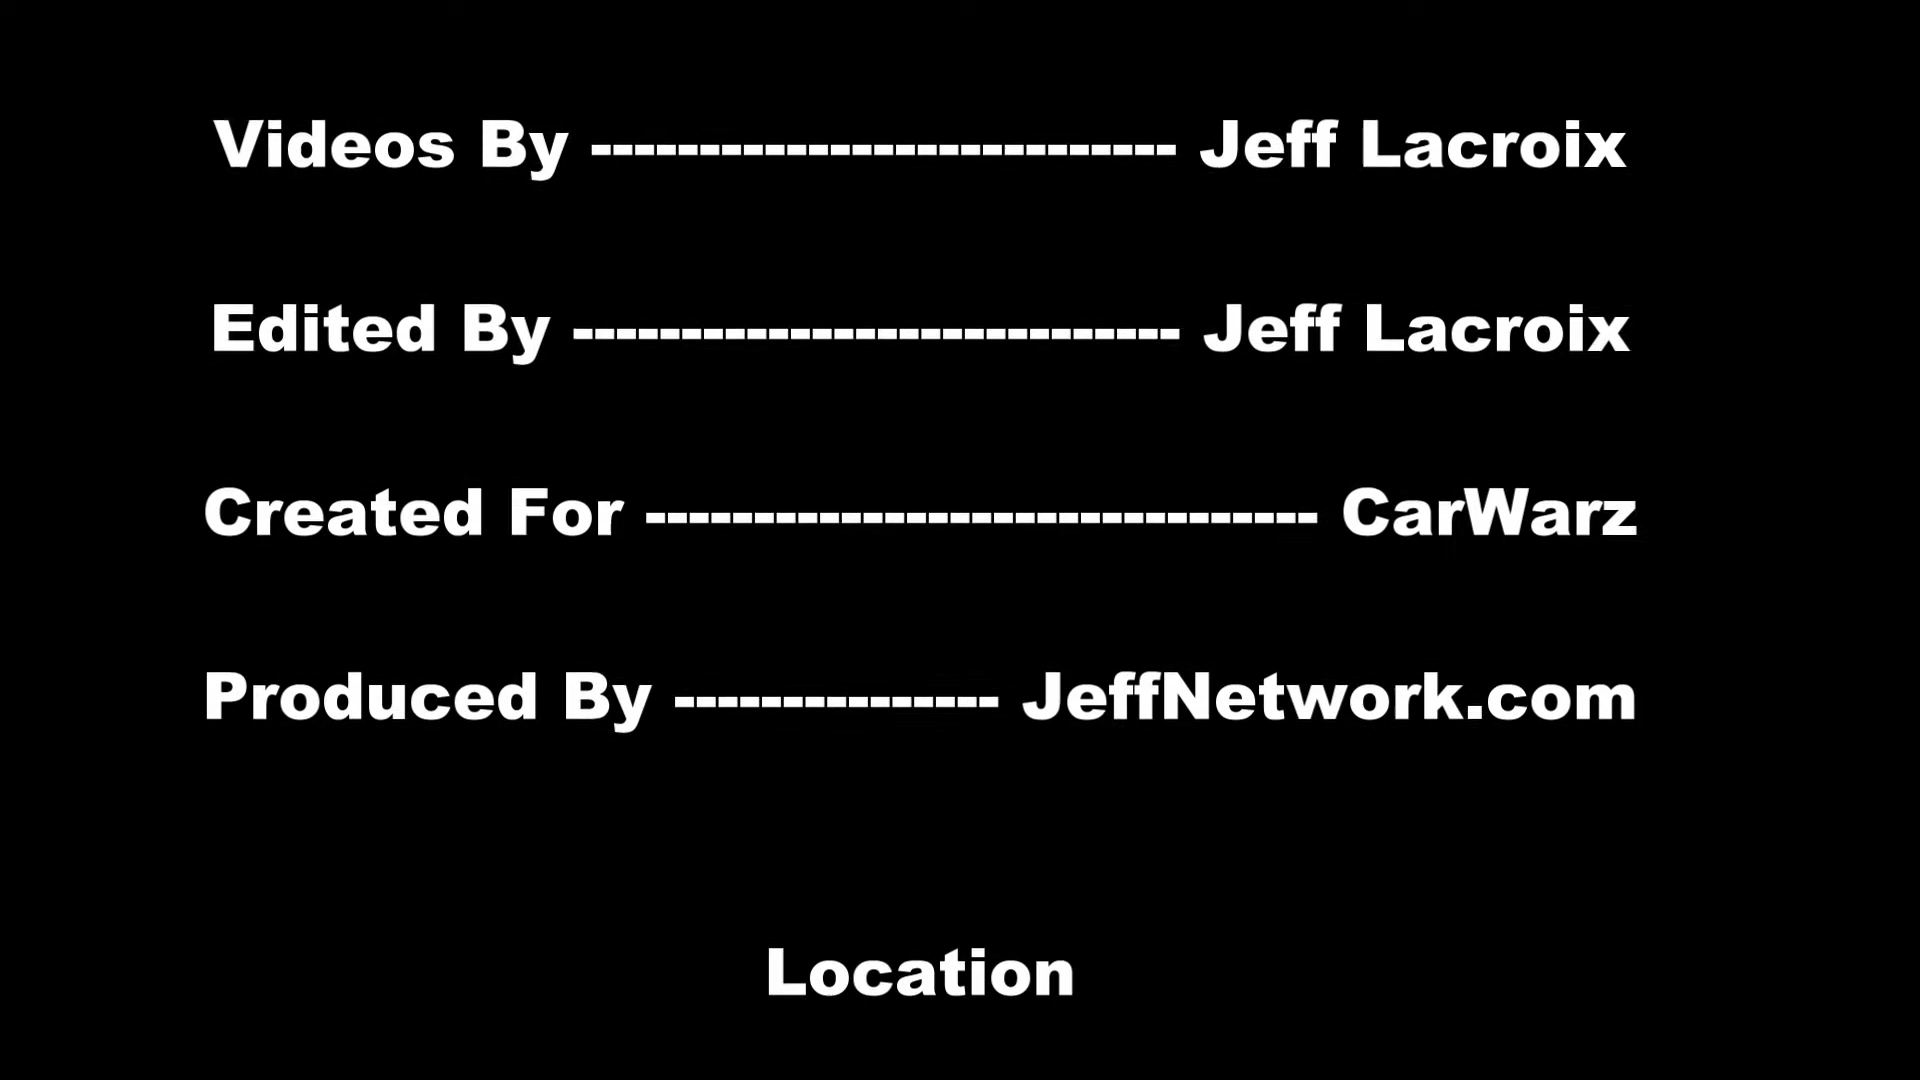 Videos By --------------------------- Jeff Lacroix
Edited By ---------------------------- Jeff Lacroix
Created For ------------------------------- CarWarz
Produced By --------------- JeffNetwork.com
Location